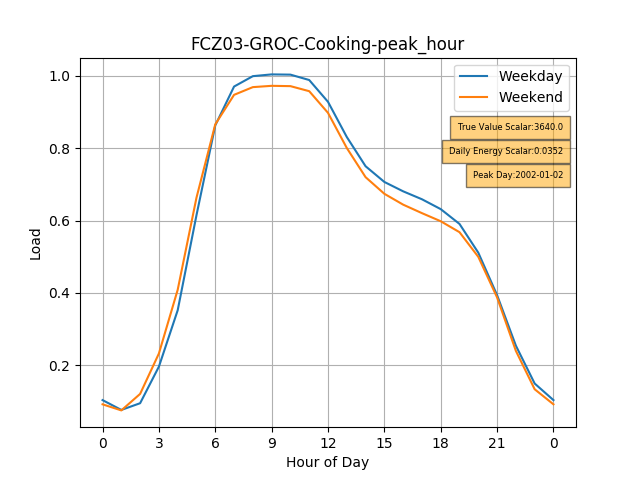 FCZ03-GROC-Cooking-peak_hour
Weekday
Weekend
True Value Scalar:3640.0
Daily Energy Scalar:0.0352
Peak Day:2002-01-02
Load
1.0
0.8
0.6
0.4
0.2
0 3 6 9 12 15 18 21 0
Hour of Day